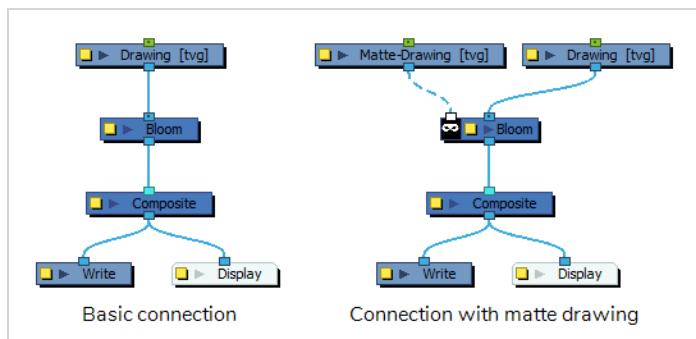 Drawing [tvg]
Bloom
Composite
Write
Display
Basic connection
Matte-Drawing [tvg]
Drawing [tvg]
Bloom
Composite
Write
Display
Connection with matte drawing